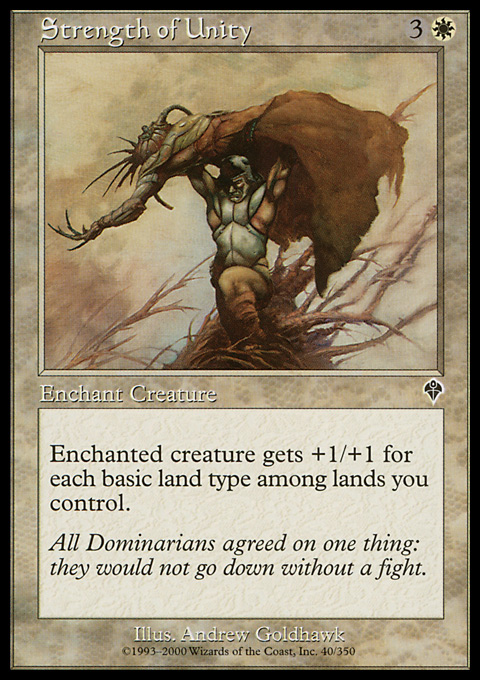 Strength of Unity 3
Enchant Creature
Enchanted creature gets +1/+1 for
each basic land type among lands you
control.
All Dominarians agreed on one thing:
they would not go down without a fight.
Illus. Andrew Goldhawk
©1993–2000 Wizards of the Coast, Inc. 40/350